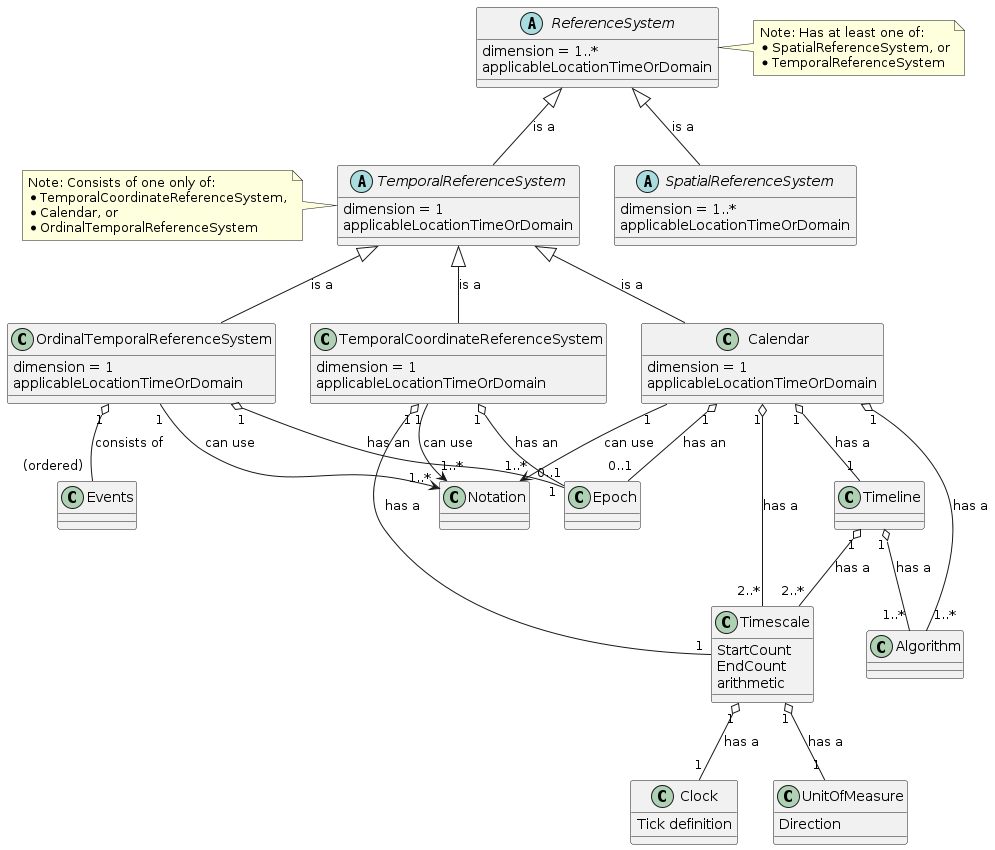 A ReferenceSystem
dimension = 1..*
applicableLocationTimeOrDomain
Note: Has at least one of:
• SpatialReferenceSystem, or
• TemporalReferenceSystem
is a
is a
Note: Consists of one only of:
• TemporalCoordinateReferenceSystem,
• Calendar, or
• OrdinalTemporalReferenceSystem
A TemporalReferenceSystem
dimension = 1
applicableLocationTimeOrDomain
A SpatialReferenceSystem
dimension = 1..*
applicableLocationTimeOrDomain
is a
is a
is a
C OrdinalTemporalReferenceSystem
dimension = 1
applicableLocationTimeOrDomain
C TemporalCoordinateReferenceSystem
dimension = 1
applicableLocationTimeOrDomain
C Calendar
dimension = 1
applicableLocationTimeOrDomain
1
1
1
1
1
1
1
1
1
1
1
consists of
can use
has an
can use
has an
can use
has an
has a
(ordered)
1..*
1..*
1..*
0..1
1
0..1
1
C Events
C Notation
C Epoch
C Timeline
has a
has a
has a
1
1
has a
has a
2..*
2..*
1..*
1..*
1
C Timescale
StartCount
EndCount
arithmetic
C Algorithm
1
1
has a
has a
1
1
C Clock
Tick definition
C UnitOfMeasure
Direction